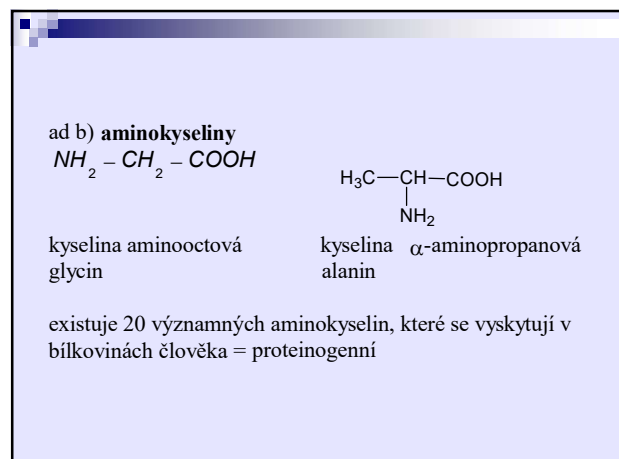 ad b) aminokyseliny
NH₂ – CH₂ – COOH
H₃C—CH—COOH
NH₂
kyselina aminooctová kyselina α-aminopropanová
glycin alanin
existuje 20 významných aminokyselin, které se vyskytují v
bílkovinách člověka = proteinogenní